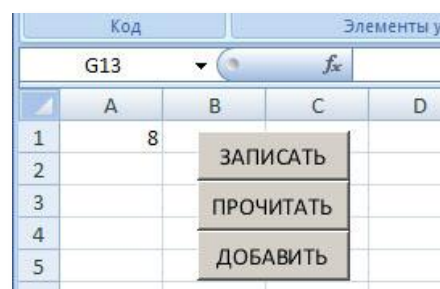 Код Элементы у
G13 fx
A B C D
1 8 ЗАПИСАТЬ
2
3 ПРОЧИТАТЬ
4
5 ДОБАВИТЬ